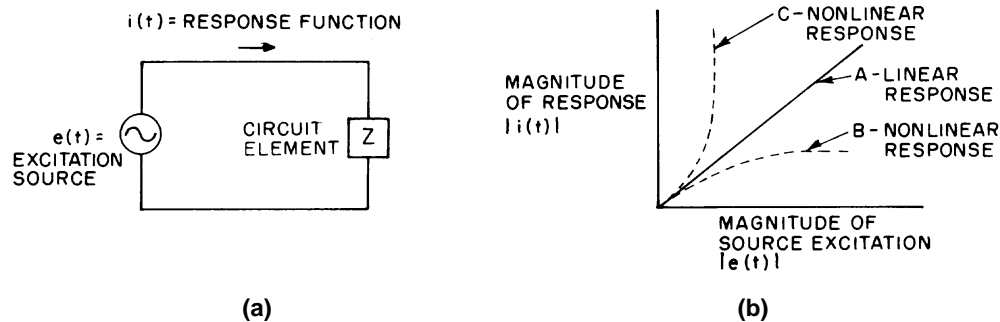 i(t) = RESPONSE FUNCTION
e(t) =
EXCITATION
SOURCE
CIRCUIT
ELEMENT
Z
(a)
C-NONLINEAR
RESPONSE
MAGNITUDE
OF RESPONSE
|i(t)|
A-LINEAR
RESPONSE
B-NONLINEAR
RESPONSE
MAGNITUDE OF
SOURCE EXCITATION
|e(t)|
(b)